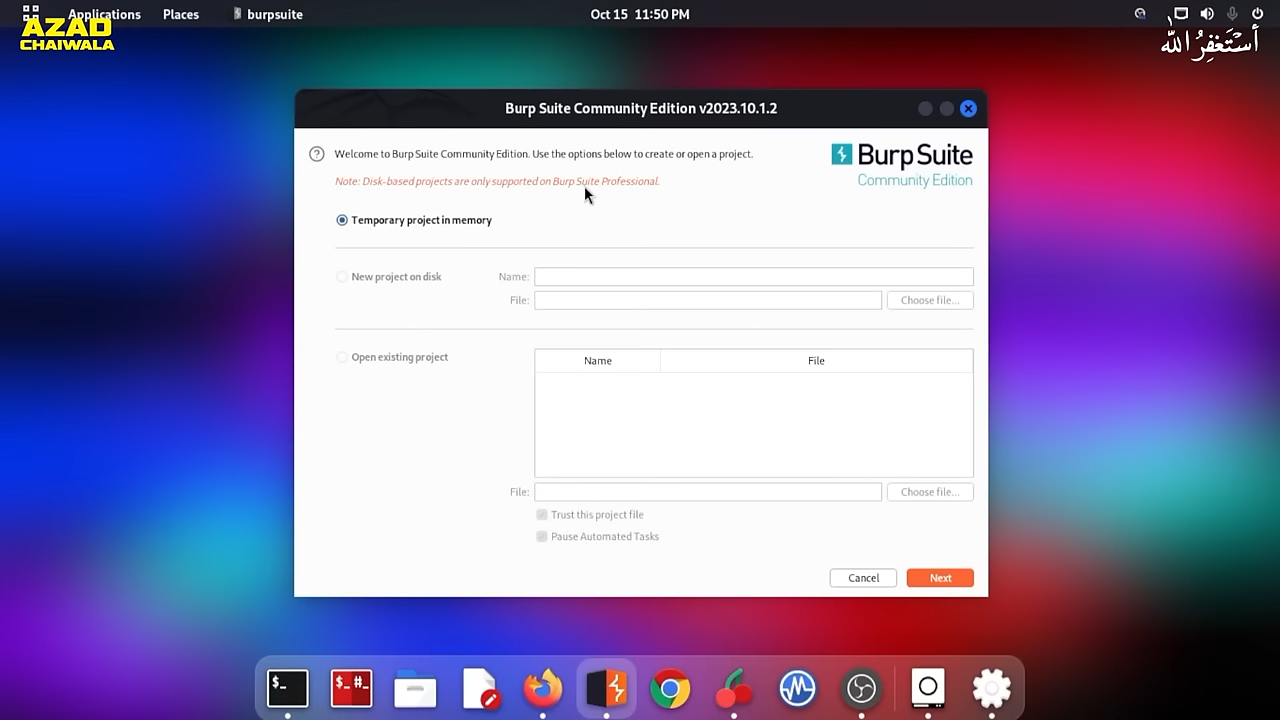 Applications Places burpsuite Oct 15 11:50 PM
AZAD
CHAIWALA
أَسْتَغْفِرُ اللّٰه
Burp Suite Community Edition v2023.10.1.2
Welcome to Burp Suite Community Edition. Use the options below to create or open a project.
Burp Suite
Community Edition
Note: Disk-based projects are only supported on Burp Suite Professional.
Temporary project in memory
New project on disk Name:
File: Choose file...
Open existing project Name File
File: Choose file...
Trust this project file
Pause Automated Tasks
Cancel Next
$_ $_ #_